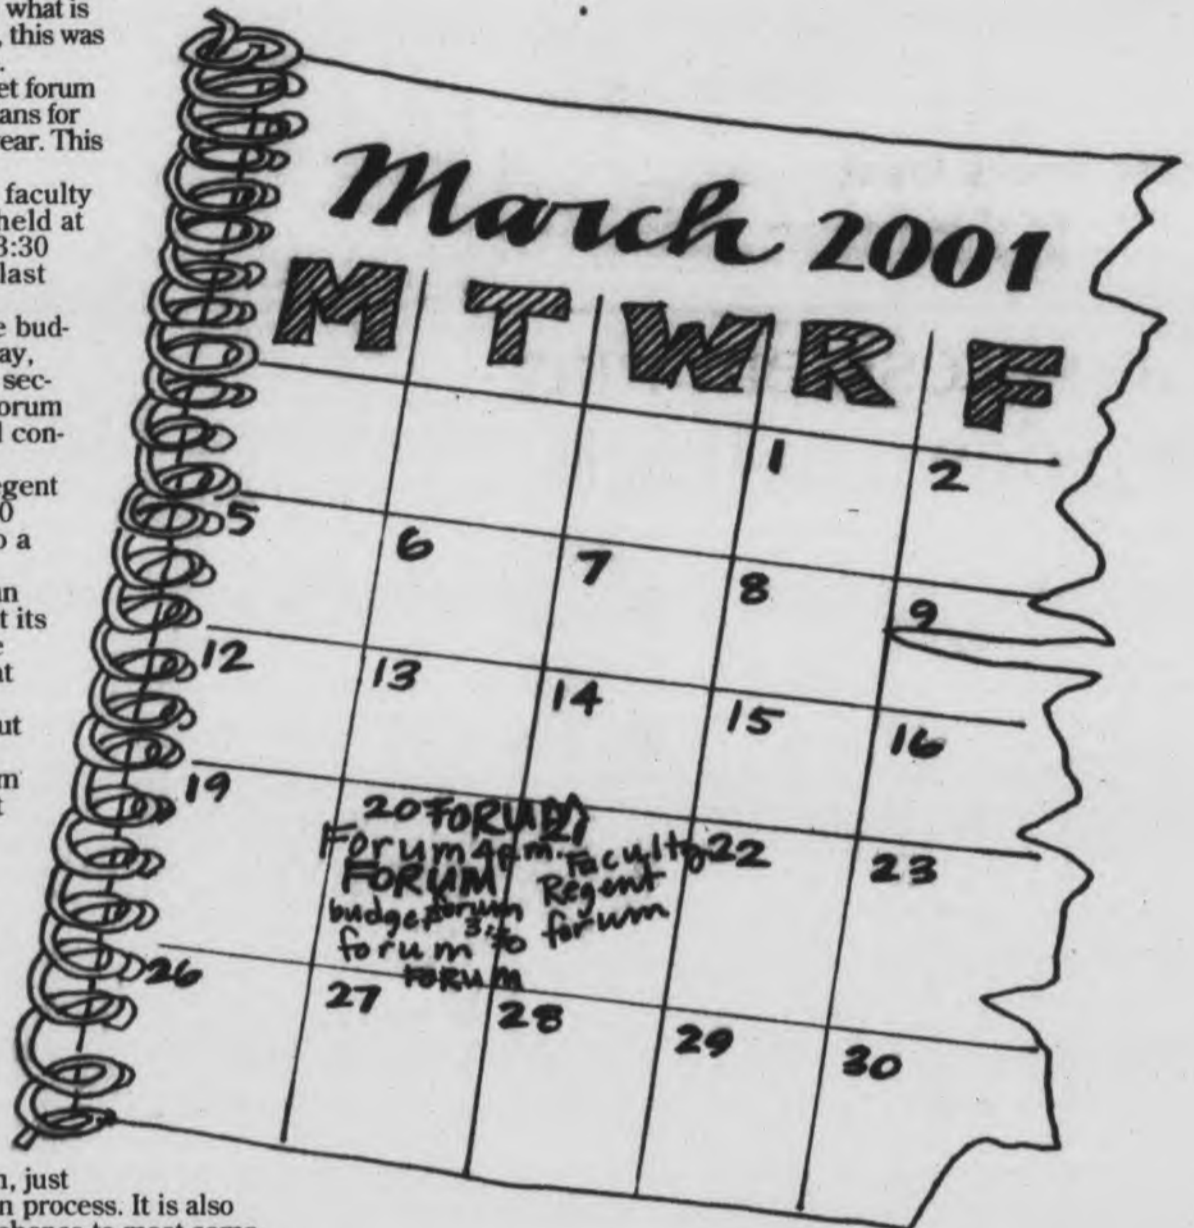 what is
, this was
.
et forum
ans for
ear. This
faculty
held at
3:30
last
e bud-
ay,
sec-
orum
l con-
egent
0
o a
an
t its
e
at
ut
m
t
n, just
n process. It is also
March 2001
M T W R F
1 2
5 6 7 8 9
12 13 14 15 16
19 20 FORUM 22 23
Forum 4 p.m. Faculty
FORUM Regent
budget forum forum
forum 3:30
FORUM
26 27 28 29 30